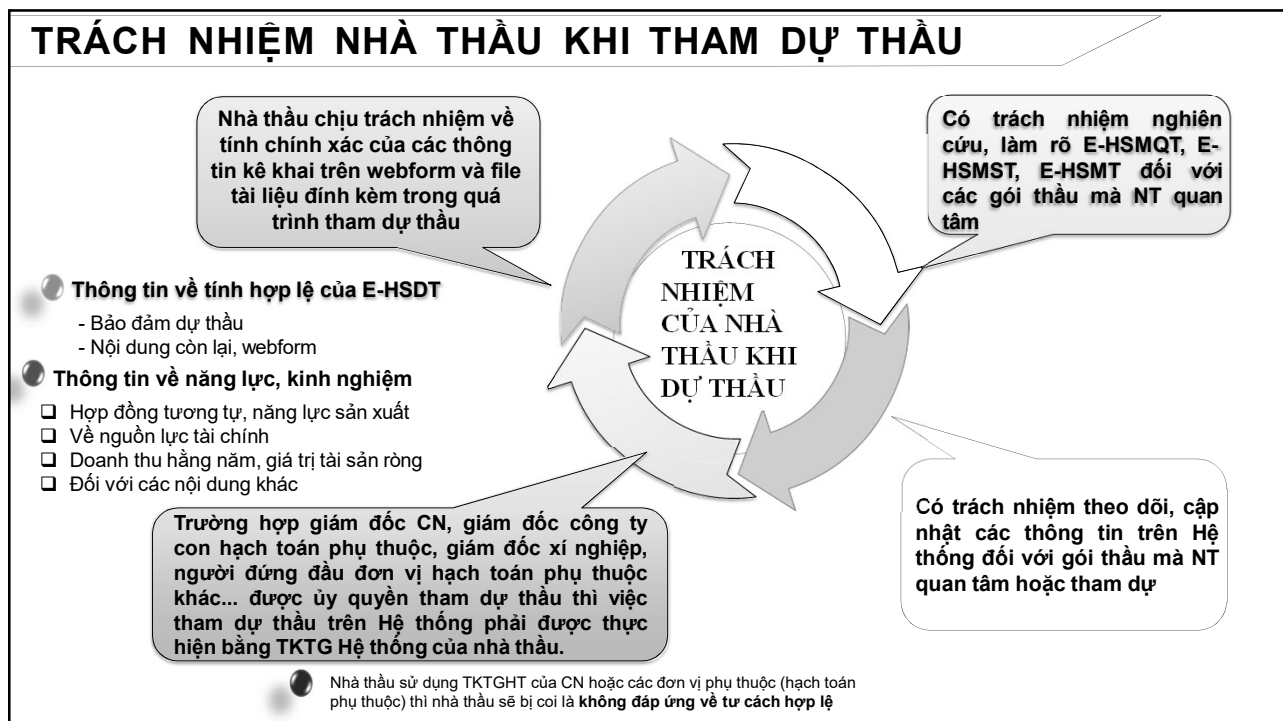 TRÁCH NHIỆM NHÀ THẦU KHI THAM DỰ THẦU
Nhà thầu chịu trách nhiệm về
tính chính xác của các thông
tin kê khai trên webform và file
tài liệu đính kèm trong quá
trình tham dự thầu
Có trách nhiệm nghiên
cứu, làm rõ E-HSMQT, E-
HSMST, E-HSMT đối với
các gói thầu mà NT quan
tâm
TRÁCH
NHIỆM
CỦA NHÀ
THẦU KHI
DỰ THẦU
Thông tin về tính hợp lệ của E-HSDT
- Bảo đảm dự thầu
- Nội dung còn lại, webform
Thông tin về năng lực, kinh nghiệm
❑ Hợp đồng tương tự, năng lực sản xuất
❑ Về nguồn lực tài chính
❑ Doanh thu hằng năm, giá trị tài sản ròng
❑ Đối với các nội dung khác
Có trách nhiệm theo dõi, cập
nhật các thông tin trên Hệ
thống đối với gói thầu mà NT
quan tâm hoặc tham dự
Trường hợp giám đốc CN, giám đốc công ty
con hạch toán phụ thuộc, giám đốc xí nghiệp,
người đứng đầu đơn vị hạch toán phụ thuộc
khác... được ủy quyền tham dự thầu thì việc
tham dự thầu trên Hệ thống phải được thực
hiện bằng TKTG Hệ thống của nhà thầu.
Nhà thầu sử dụng TKTGHT của CN hoặc các đơn vị phụ thuộc (hạch toán
phụ thuộc) thì nhà thầu sẽ bị coi là không đáp ứng về tư cách hợp lệ